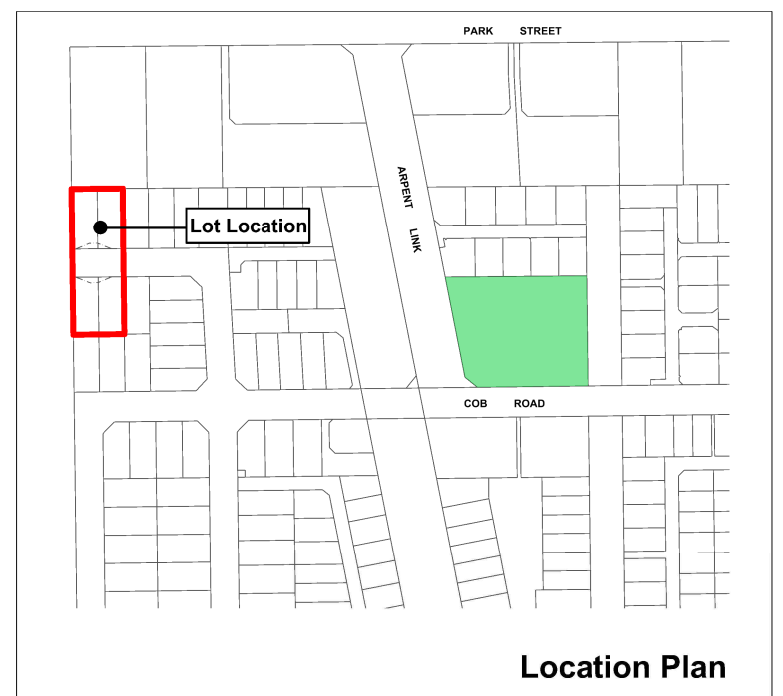 PARK STREET
ARPENT LINK
Lot Location
COB ROAD
Location Plan